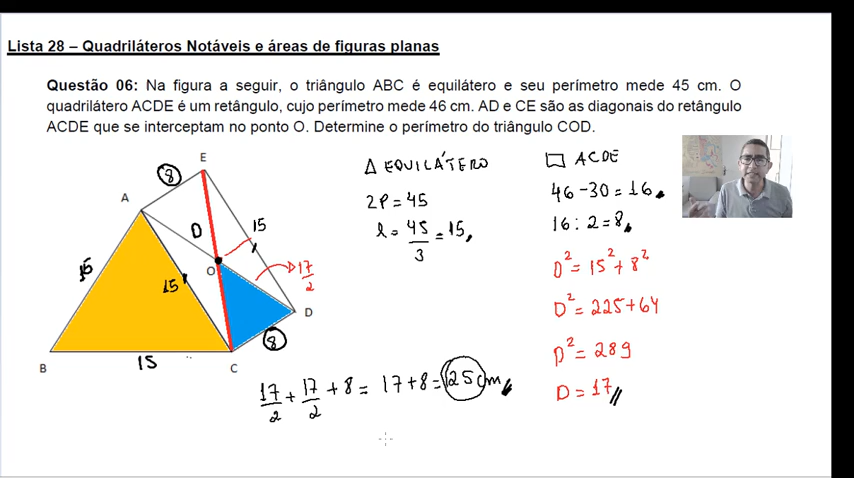 Lista 28 – Quadriláteros Notáveis e áreas de figuras planas
Questão 06: Na figura a seguir, o triângulo ABC é equilátero e seu perímetro mede 45 cm. O
quadrilátero ACDE é um retângulo, cujo perímetro mede 46 cm. AD e CE são as diagonais do retângulo
ACDE que se interceptam no ponto O. Determine o perímetro do triângulo COD.
E
8
A
D
15
O
17/2
15
15
D
8
B
15
C
Δ EQUILÁTERO
2P = 45
l = 45/3 = 15
□ ACDE
46 - 30 = 16
16 : 2 = 8
D² = 15² + 8²
D² = 225 + 64
D² = 289
D = 17
17/2 + 17/2 + 8 = 17 + 8 = 25 cm